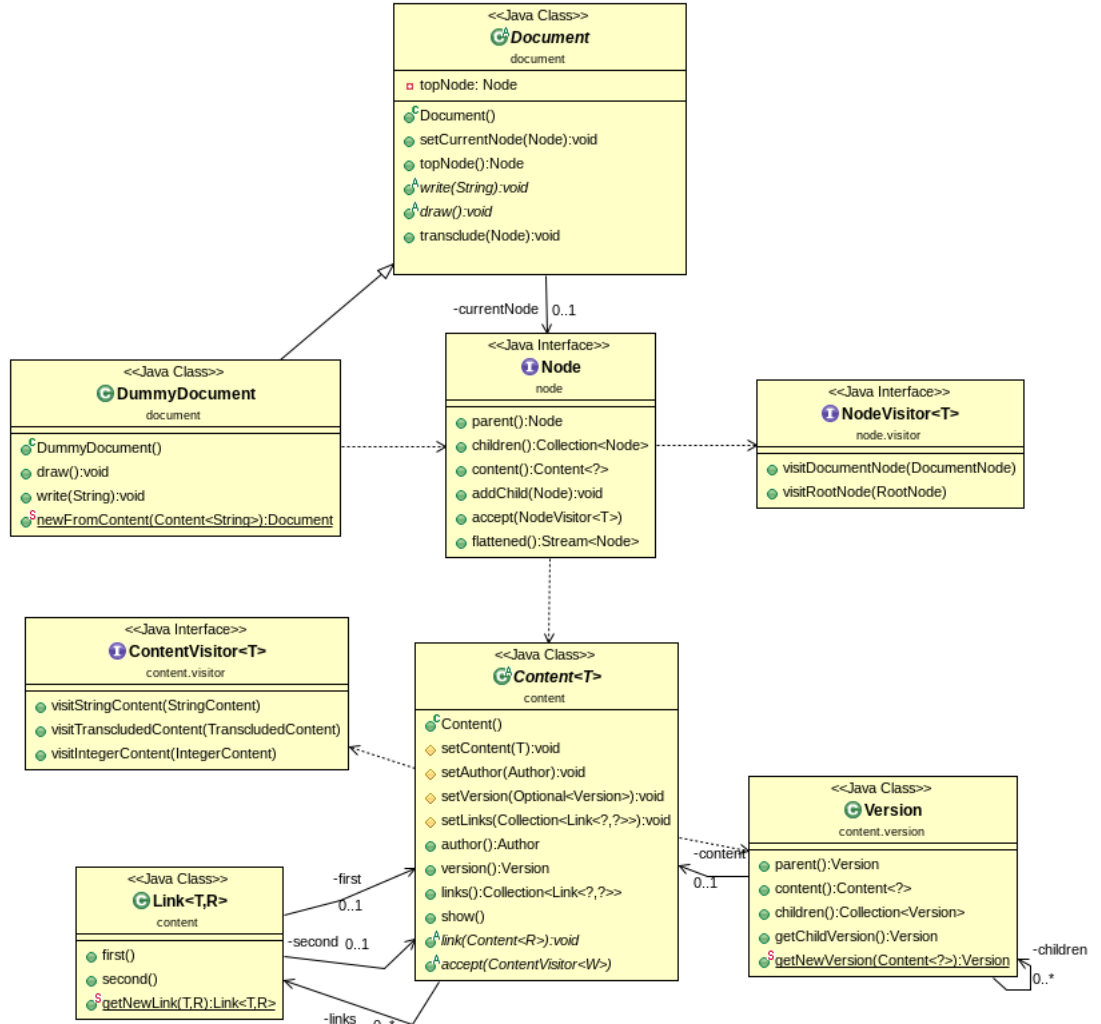 <<Java Class>>
Document
document
topNode: Node
Document()
setCurrentNode(Node):void
topNode():Node
write(String):void
draw():void
transclude(Node):void
-currentNode 0..1
<<Java Class>>
DummyDocument
document
DummyDocument()
draw():void
write(String):void
newFromContent(Content<String>):Document
<<Java Interface>>
Node
node
parent():Node
children():Collection<Node>
content():Content<?>
addChild(Node):void
accept(NodeVisitor<T>)
flattened():Stream<Node>
<<Java Interface>>
NodeVisitor<T>
node.visitor
visitDocumentNode(DocumentNode)
visitRootNode(RootNode)
<<Java Interface>>
ContentVisitor<T>
content.visitor
visitStringContent(StringContent)
visitTranscludedContent(TranscludedContent)
visitIntegerContent(IntegerContent)
<<Java Class>>
Content<T>
content
Content()
setContent(T):void
setAuthor(Author):void
setVersion(Optional<Version>):void
setLinks(Collection<Link<?,?>>):void
author():Author
version():Version
links():Collection<Link<?,?>>
show()
link(Content<R>):void
accept(ContentVisitor<W>)
<<Java Class>>
Version
content.version
parent():Version
content():Content<?>
children():Collection<Version>
getChildVersion():Version
getNewVersion(Content<?>):Version
-content
0..1
-children
0..*
<<Java Class>>
Link<T,R>
content
first()
second()
getNewLink(T,R):Link<T,R>
-first
0..1
-second 0..1
-links 0..*